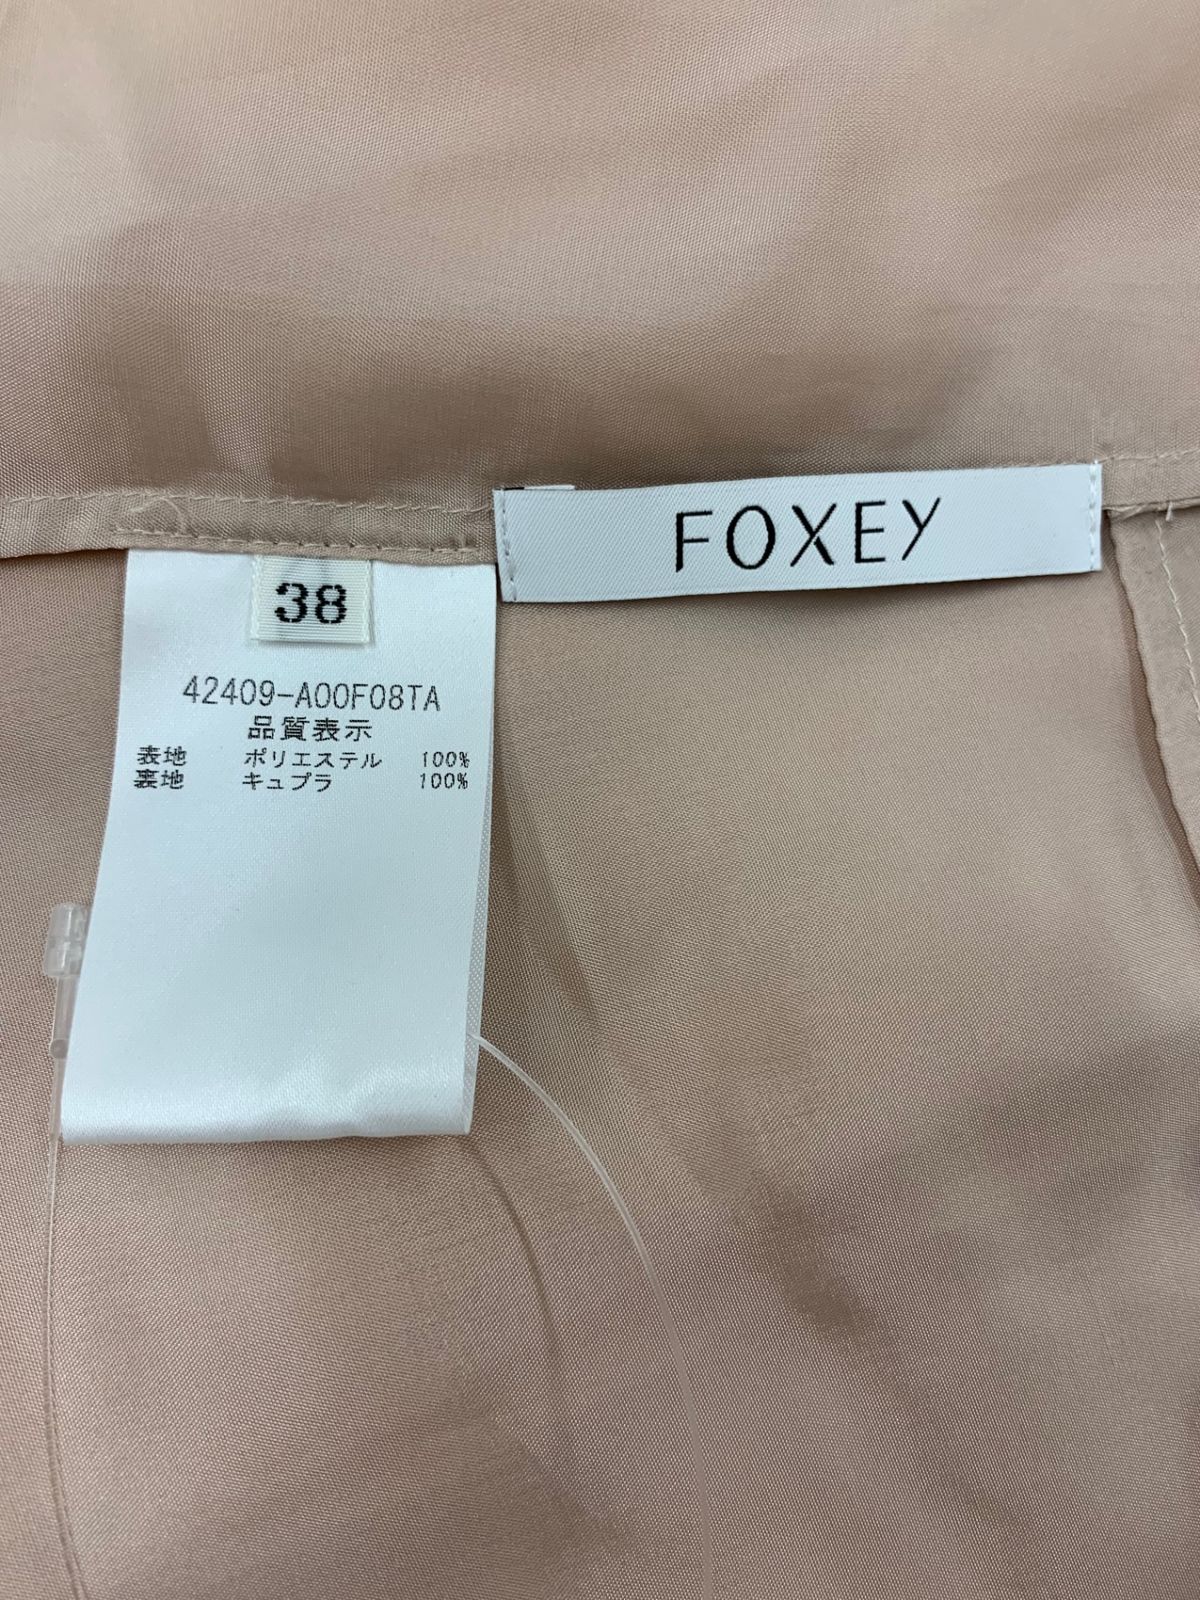 FOXEY
38
42409-A00F08TA
品質表示
表地 ポリエステル 100%
裏地 キュプラ 100%